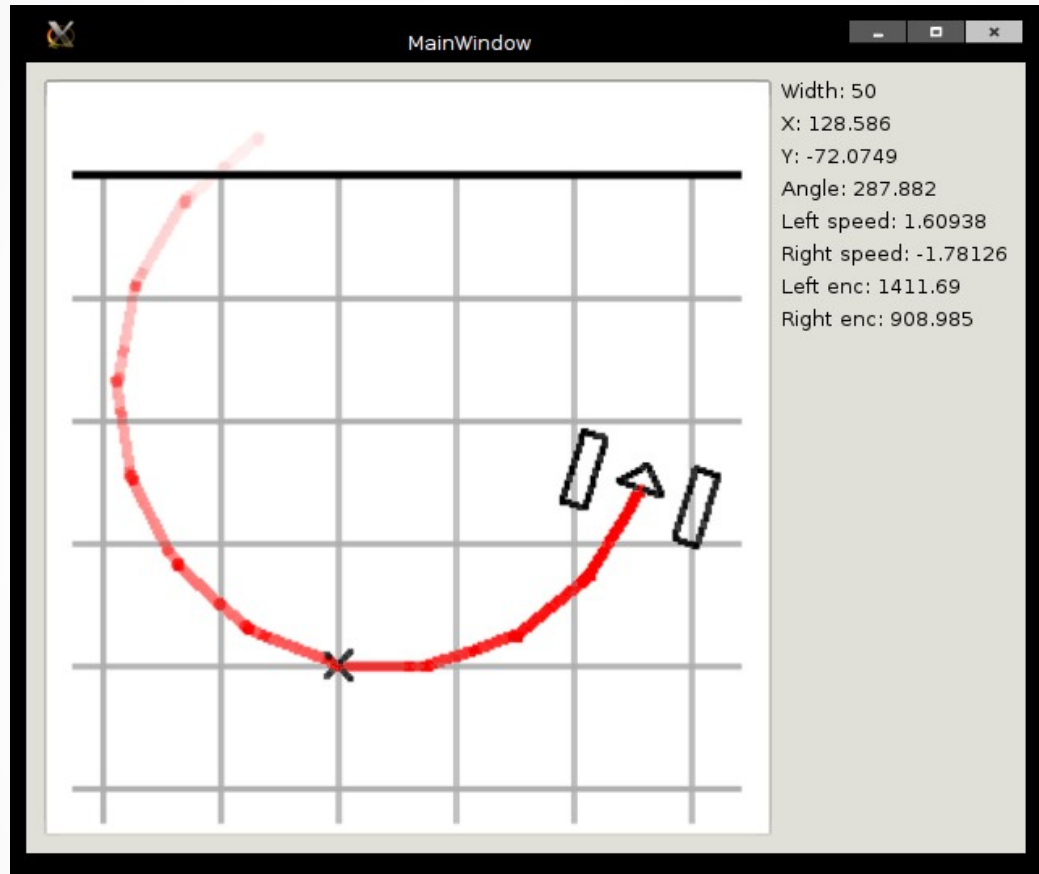 MainWindow
Width: 50
X: 128.586
Y: -72.0749
Angle: 287.882
Left speed: 1.60938
Right speed: -1.78126
Left enc: 1411.69
Right enc: 908.985